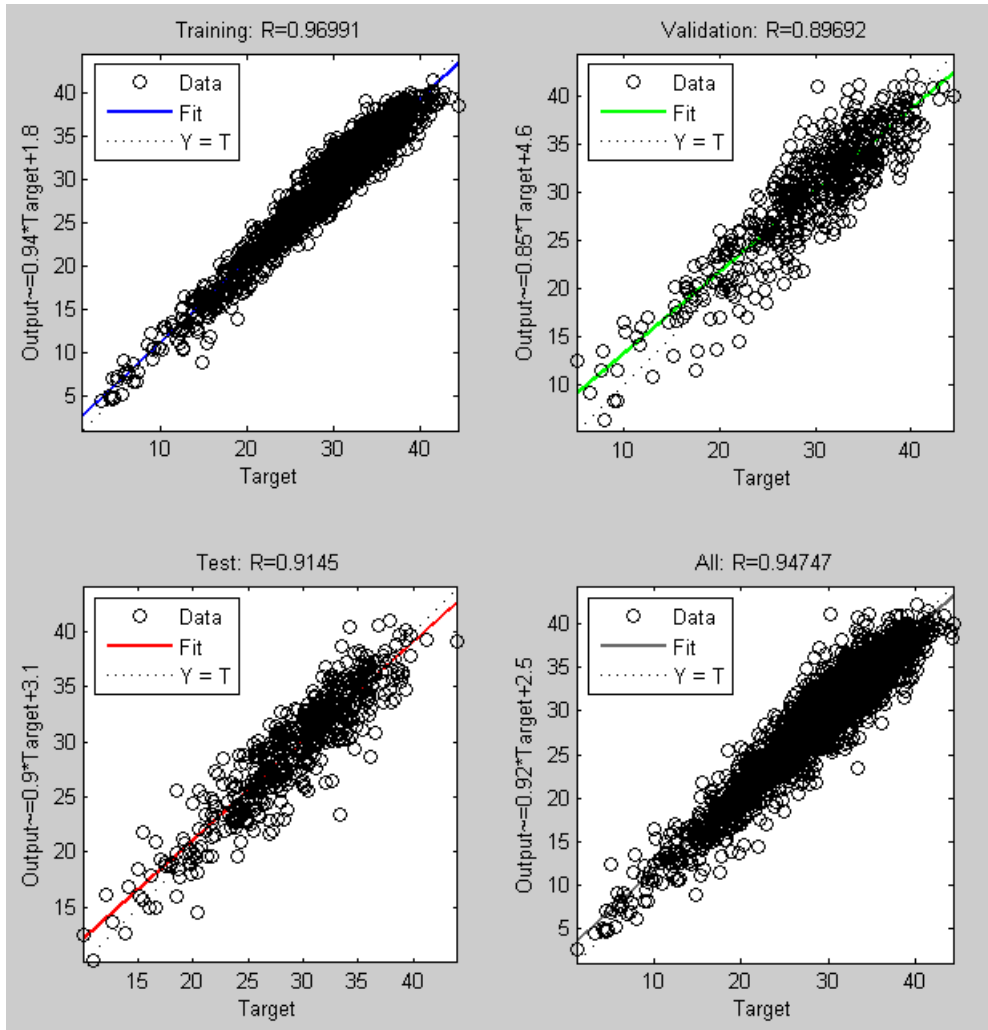 Training: R=0.96991
Output~=0.94*Target+1.8
40
35
30
25
20
15
10
5
Data
Fit
Y = T
10 20 30 40
Target
Validation: R=0.89692
Output~=0.85*Target+4.6
40
35
30
25
20
15
10
Data
Fit
Y = T
10 20 30 40
Target
Test: R=0.9145
Output~=0.9*Target+3.1
40
35
30
25
20
15
Data
Fit
Y = T
15 20 25 30 35 40
Target
All: R=0.94747
Output~=0.92*Target+2.5
40
35
30
25
20
15
10
5
Data
Fit
Y = T
10 20 30 40
Target